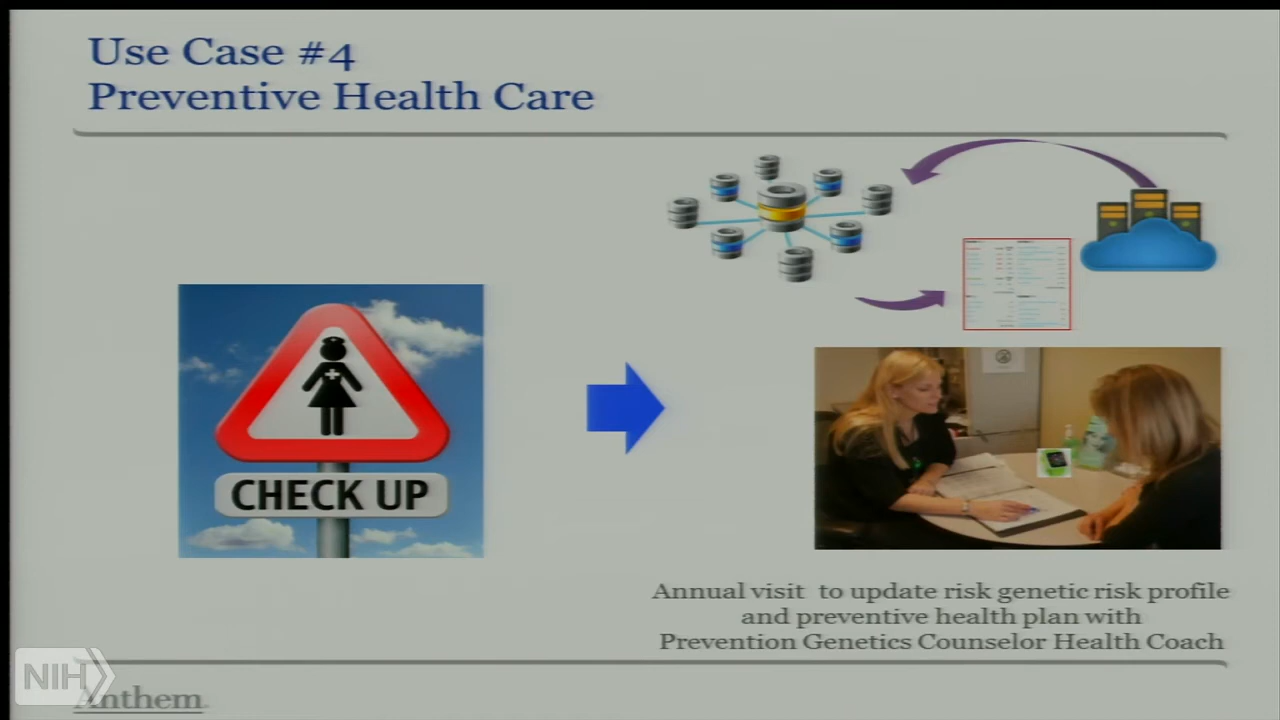 Use Case #4
Preventive Health Care
CHECK UP
Annual visit to update risk genetic risk profile
and preventive health plan with
Prevention Genetics Counselor Health Coach
NIH
Anthem